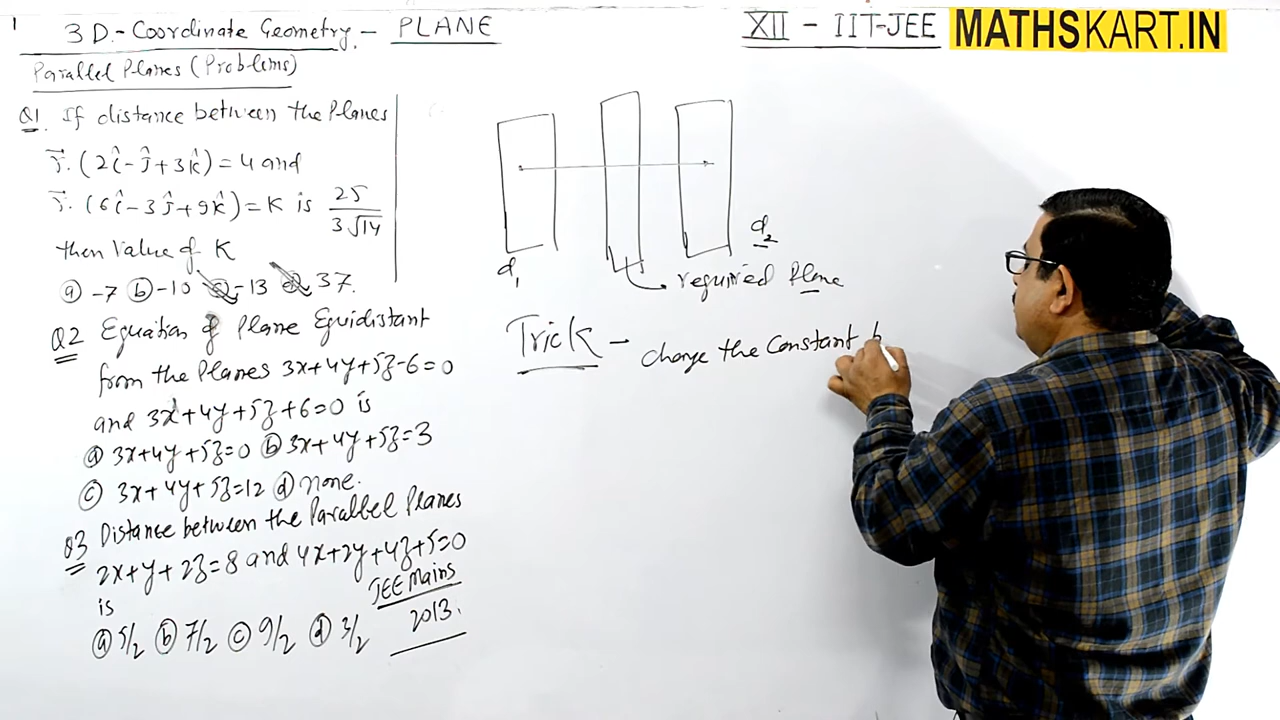 1
3D.- Coordinate Geometry.- PLANE
XII - IIT-JEE MATHSKART.IN
Parallel Planes (Problems)
Q1. If distance between the Planes
r⃗. (2î-ĵ+3k̂) = 4 and
r⃗. (6î-3ĵ+9k̂) = K is 25/3√14
then Value of K
(a) -7 (b) -10 (c) -13 (d) 37.
Q2 Equation of Plane Equidistant
from the Planes 3x+4y+5z-6=0
and 3x+4y+5z+6=0 is
(a) 3x+4y+5z=0 (b) 3x+4y+5z=3
(c) 3x+4y+5z=12 (d) none.
Q3 Distance between the Parallel Planes
2x+y+2z=8 and 4x+2y+4z+5=0
is
JEE Mains
2013.
(a) 5/2 (b) 7/2 (c) 9/2 (d) 3/2
d₁
d₂
required Plane
Trick - change the Constant